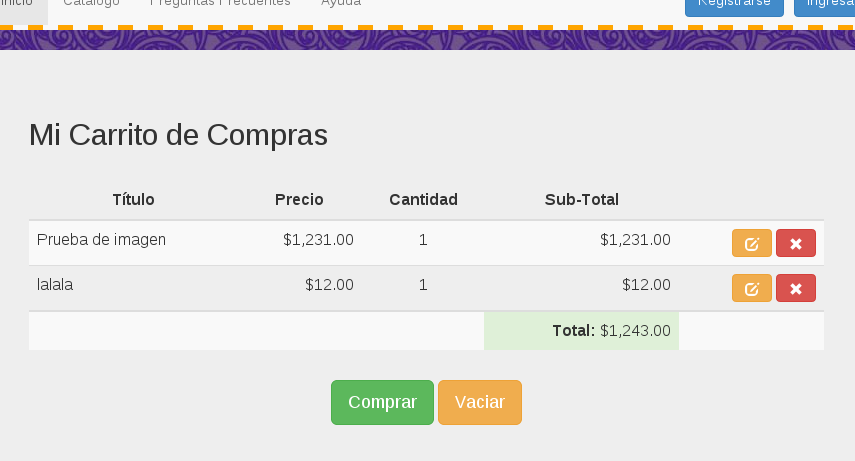 Inicio Catálogo Preguntas Frecuentes Ayuda Registrarse
Mi Carrito de Compras
Título Precio Cantidad Sub-Total
Prueba de imagen $1,231.00 1 $1,231.00
lalala $12.00 1 $12.00
Total: $1,243.00
Comprar Vaciar